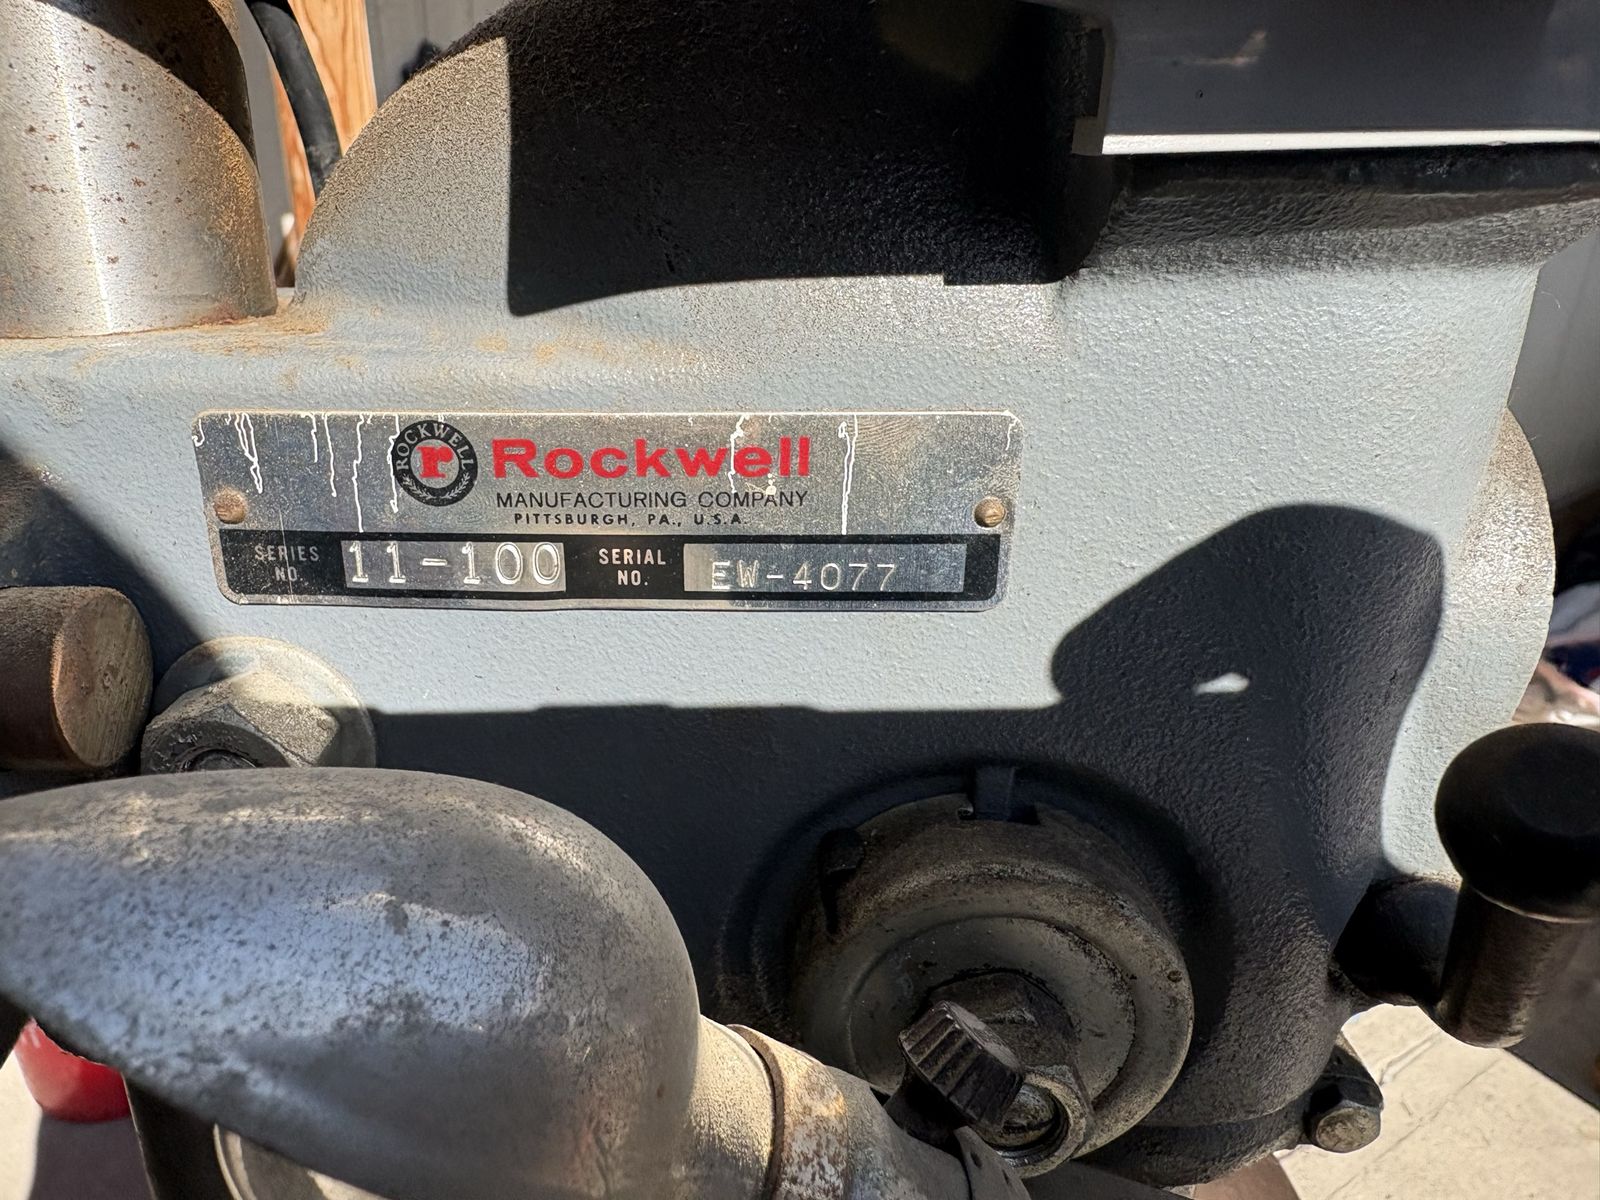 ROCKWELL
r
Rockwell
MANUFACTURING COMPANY
PITTSBURGH, PA., U.S.A.
SERIES NO. 11-100 SERIAL NO. EW-4077